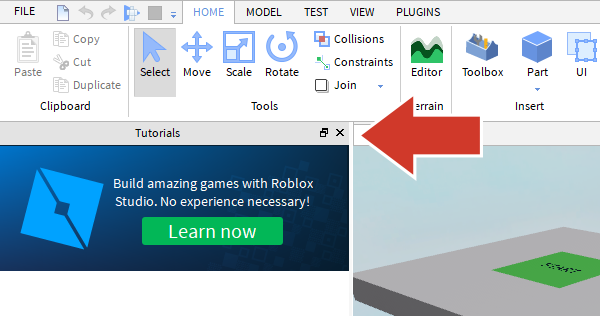 FILE HOME MODEL TEST VIEW PLUGINS
Paste Copy
Cut
Duplicate
Clipboard
Select Move Scale Rotate
Collisions
Constraints
Join
Tools
Editor
Toolbox Part UI
Insert
Tutorials
Build amazing games with Roblox
Studio. No experience necessary!
Learn now
START